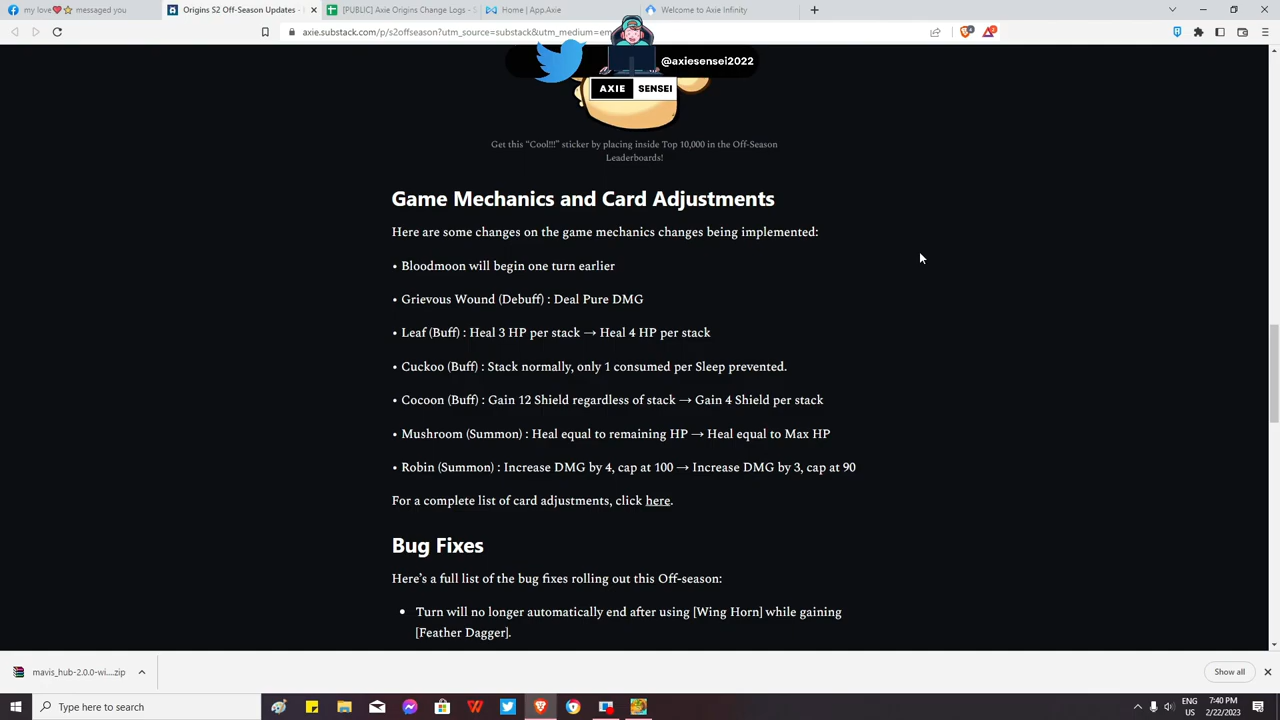 my love❤️⭐ messaged you
Origins S2 Off-Season Updates -
[PUBLIC] Axie Origins Change Logs - S
Home | App.Axie
Welcome to Axie Infinity
axie.substack.com/p/s2offseason?utm_source=substack&utm_medium=em
@axiesensei2022
AXIE SENSEI
Get this “Cool!!!” sticker by placing inside Top 10,000 in the Off-Season
Leaderboards!
Game Mechanics and Card Adjustments
Here are some changes on the game mechanics changes being implemented:
• Bloodmoon will begin one turn earlier
• Grievous Wound (Debuff) : Deal Pure DMG
• Leaf (Buff) : Heal 3 HP per stack → Heal 4 HP per stack
• Cuckoo (Buff) : Stack normally, only 1 consumed per Sleep prevented.
• Cocoon (Buff) : Gain 12 Shield regardless of stack → Gain 4 Shield per stack
• Mushroom (Summon) : Heal equal to remaining HP → Heal equal to Max HP
• Robin (Summon) : Increase DMG by 4, cap at 100 → Increase DMG by 3, cap at 90
For a complete list of card adjustments, click here.
Bug Fixes
Here’s a full list of the bug fixes rolling out this Off-season:
• Turn will no longer automatically end after using [Wing Horn] while gaining
[Feather Dagger].
mavis_hub-2.0.0-wi....zip
Show all
Type here to search
ENG
US
7:40 PM
2/22/2023